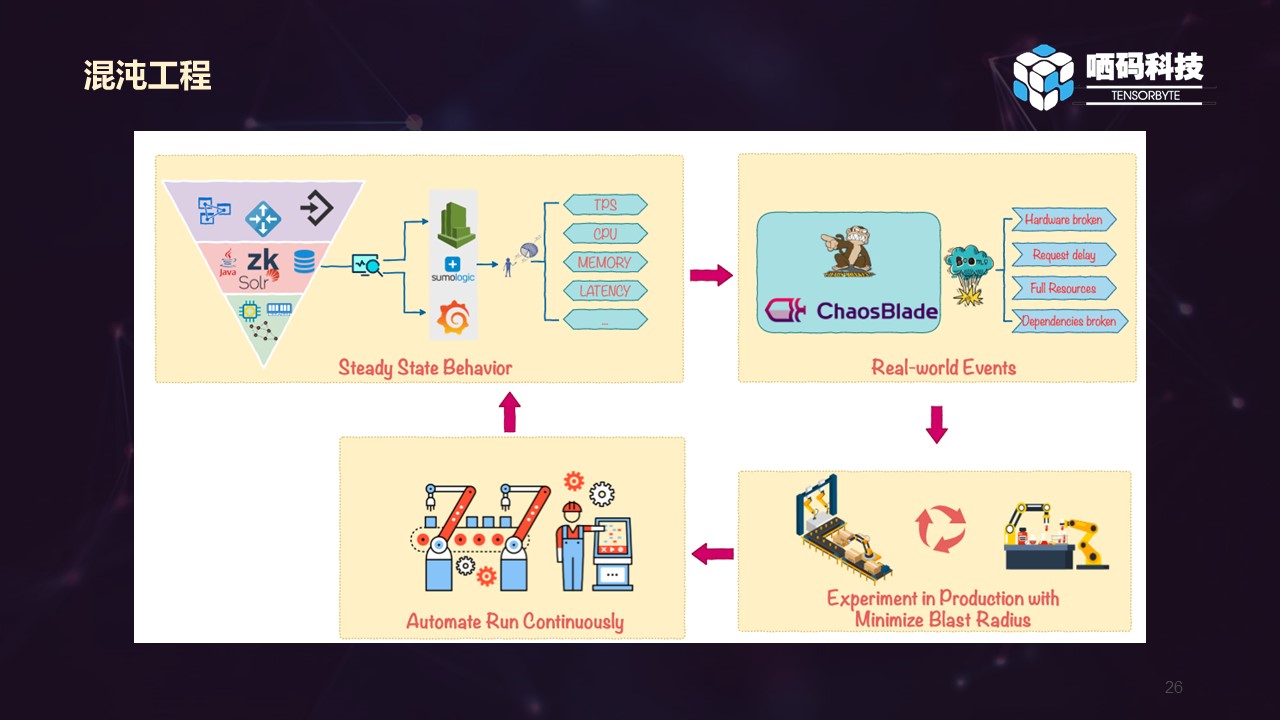 混沌工程
哂码科技
TENSORBYTE
java
zk
Solr
sumologic
TPS
CPU
MEMORY
LATENCY
...
Steady State Behavior
ChaosBlade
BOOM
Hardware broken
Request delay
Full Resources
Dependencies broken
Real-world Events
Automate Run Continuously
Experiment in Production with
Minimize Blast Radius
26